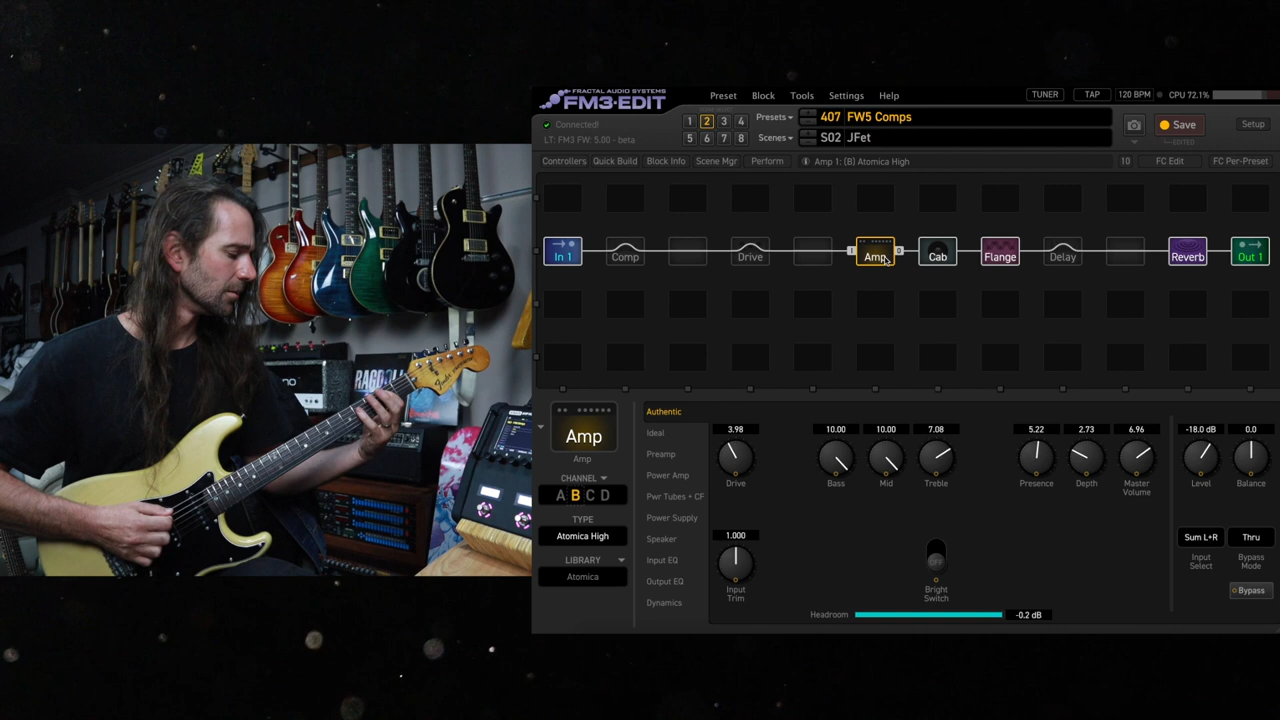 FRACTAL AUDIO SYSTEMS
FM3-EDIT
Preset Block Tools Settings Help
TUNER TAP 120 BPM CPU 72.1%
Connected!
LT: FM3 FW: 5.00 - beta
1 2 3 4
5 6 7 8
Presets 407 FW5 Comps
Scenes S02 JFet
Save
EDITED
Setup
Controllers Quick Build Block Info Scene Mgr. Perform Amp 1: (B) Atomica High 10 FC Edit FC Per-Preset
In 1 Comp Drive Amp Cab Flange Delay Reverb Out 1
Amp
Amp
CHANNEL
A B C D
TYPE
Atomica High
LIBRARY
Atomica
Authentic
Ideal
Preamp
Power Amp
Pwr Tubes + CF
Power Supply
Speaker
Input EQ
Output EQ
Dynamics
3.98 10.00 10.00 7.08 5.22 2.73 6.96 -18.0 dB 0.0
Drive Bass Mid Treble Presence Depth Master Volume Level Balance
1.000
Input Trim
OFF
Bright Switch
Sum L+R Thru
Input Select
Bypass Mode
Bypass
Headroom -0.2 dB
RAGDOLL
Fender